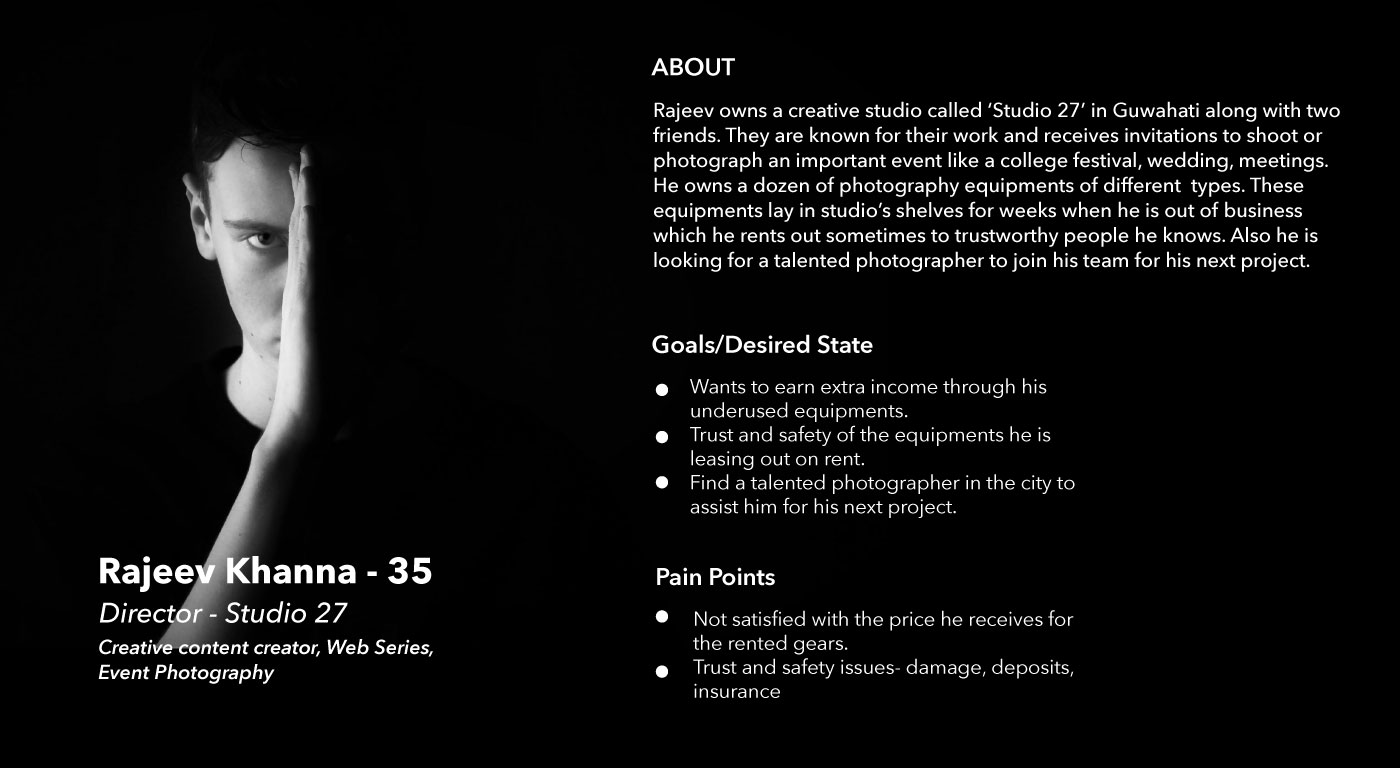 ABOUT
Rajeev owns a creative studio called ‘Studio 27’ in Guwahati along with two
friends. They are known for their work and receives invitations to shoot or
photograph an important event like a college festival, wedding, meetings.
He owns a dozen of photography equipments of different  types. These
equipments lay in studio’s shelves for weeks when he is out of business
which he rents out sometimes to trustworthy people he knows. Also he is
looking for a talented photographer to join his team for his next project.
Goals/Desired State
● Wants to earn extra income through his
underused equipments.
● Trust and safety of the equipments he is
leasing out on rent.
● Find a talented photographer in the city to
assist him for his next project.
Pain Points
● Not satisfied with the price he receives for
the rented gears.
● Trust and safety issues- damage, deposits,
insurance
Rajeev Khanna - 35
Director - Studio 27
Creative content creator, Web Series,
Event Photography